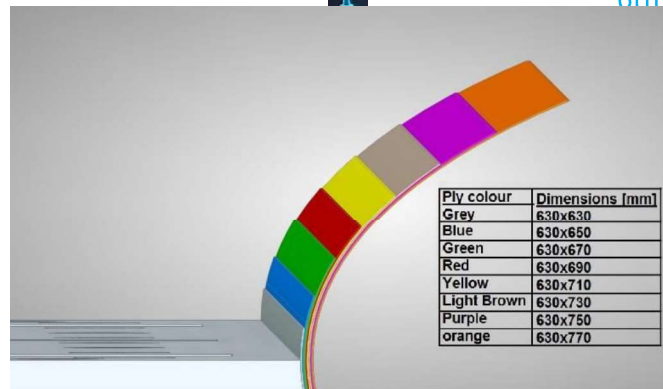 Ply colour Dimensions [mm]
Grey 630x630
Blue 630x650
Green 630x670
Red 630x690
Yellow 630x710
Light Brown 630x730
Purple 630x750
orange 630x770